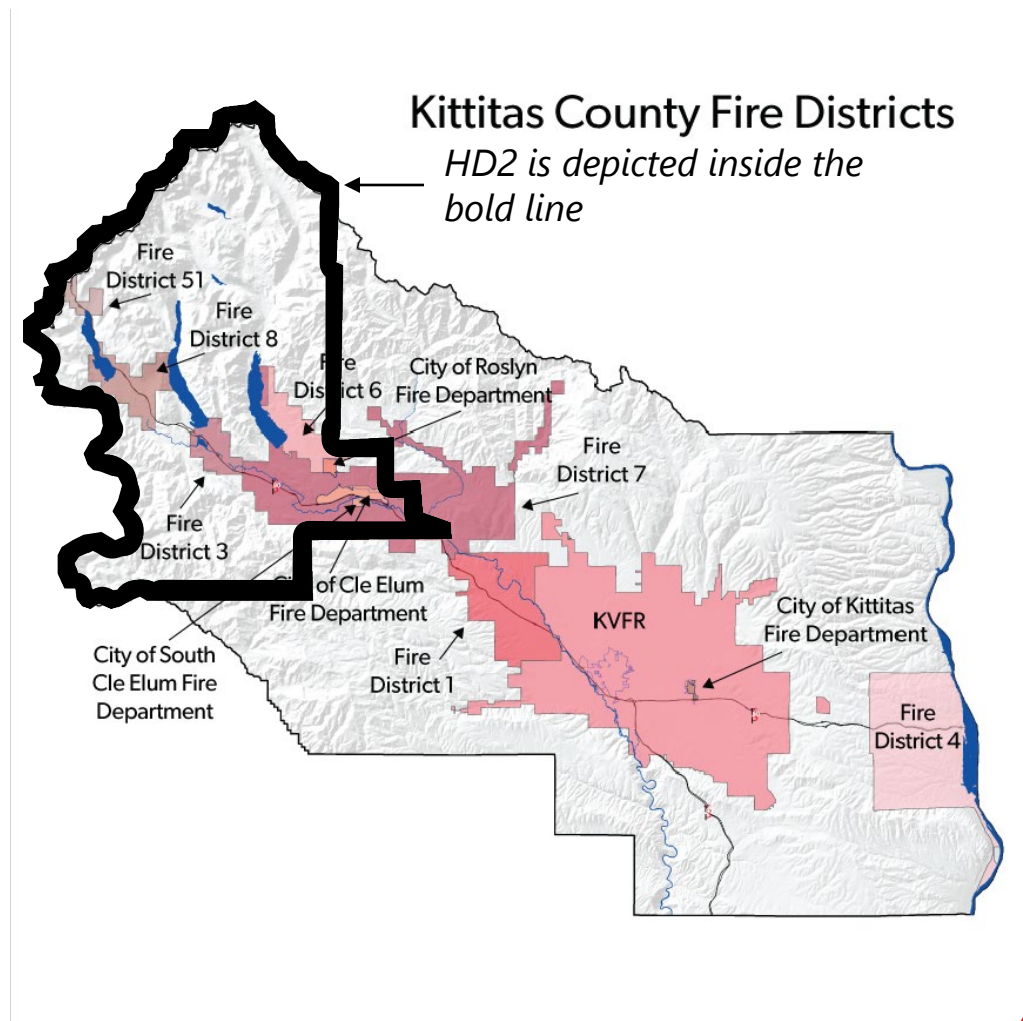 Kittitas County Fire Districts
HD2 is depicted inside the
bold line
Fire
District 51
Fire
District 8
Fire
District 6
City of Roslyn
Fire Department
Fire
District 7
Fire
District 3
City of Cle Elum
Fire Department
KVFR
City of Kittitas
Fire Department
City of South
Cle Elum Fire
Department
Fire
District 1
Fire
District 4